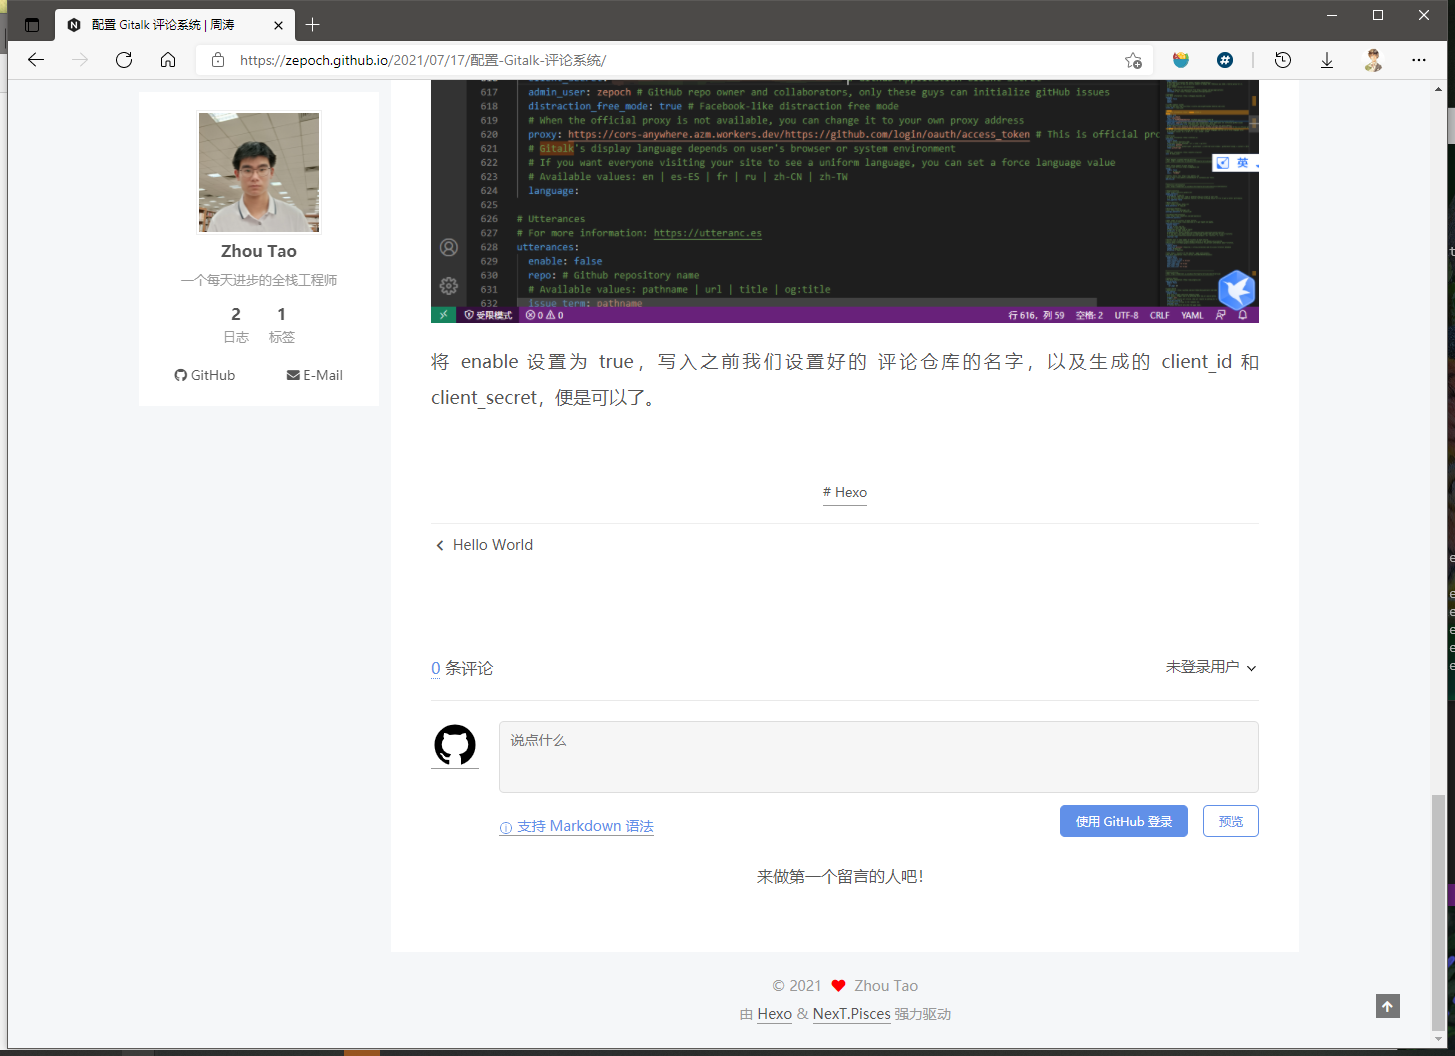 配置 Gitalk 评论系统 | 周涛
https://zepoch.github.io/2021/07/17/配置-Gitalk-评论系统/
Zhou Tao
一个每天进步的全栈工程师
2 1
日志 标签
GitHub E-Mail
617 admin_user: zepoch # GitHub repo owner and collaborators, only these guys can initialize gitHub issues
618 distraction_free_mode: true # Facebook-like distraction free mode
619 # When the official proxy is not available, you can change it to your own proxy address
620 proxy: https://cors-anywhere.azm.workers.dev/https://github.com/login/oauth/access_token # This is official pro
621 # Gitalk's display language depends on user's browser or system environment
622 # If you want everyone visiting your site to see a uniform language, you can set a force language value
623 # Available values: en | es-ES | fr | ru | zh-CN | zh-TW
624 language:
625
626 # Utterances
627 # For more information: https://utteranc.es
628 utterances:
629 enable: false
630 repo: # Github repository name
631 # Available values: pathname | url | title | og:title
632 issue_term: pathname
英
受限模式 0 0 行 616, 列 59 空格: 2 UTF-8 CRLF YAML
将 enable 设置为 true，写入之前我们设置好的 评论仓库的名字，以及生成的 client_id 和
client_secret，便是可以了。
# Hexo
Hello World
0 条评论 未登录用户
说点什么
支持 Markdown 语法
使用 GitHub 登录 预览
来做第一个留言的人吧！
© 2021 Zhou Tao
由 Hexo & NexT.Pisces 强力驱动